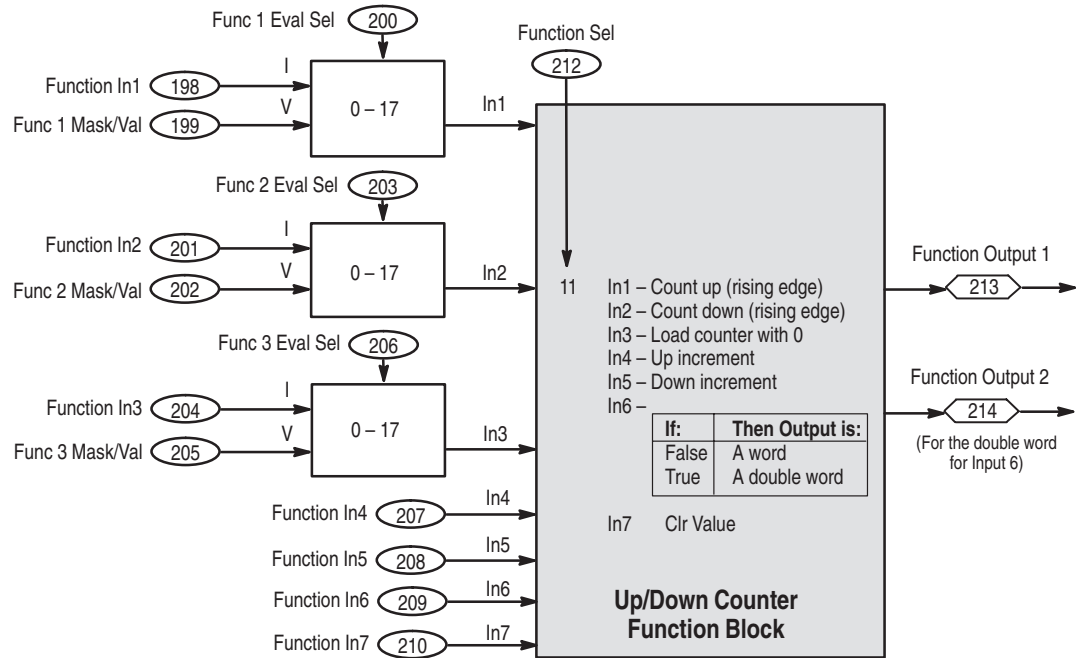 Func 1 Eval Sel 200
Function Sel
212
Function In1 198 I
Func 1 Mask/Val 199 V
0 – 17
In1
Func 2 Eval Sel 203
Function In2 201 I
Func 2 Mask/Val 202 V
0 – 17
In2
Func 3 Eval Sel 206
Function In3 204 I
Func 3 Mask/Val 205 V
0 – 17
In3
Function In4 207 In4
Function In5 208 In5
Function In6 209 In6
Function In7 210 In7
11 In1 – Count up (rising edge)
In2 – Count down (rising edge)
In3 – Load counter with 0
In4 – Up increment
In5 – Down increment
In6 –
If: Then Output is:
False A word
True A double word
In7 Clr Value
Up/Down Counter
Function Block
Function Output 1
213
Function Output 2
214
(For the double word
for Input 6)